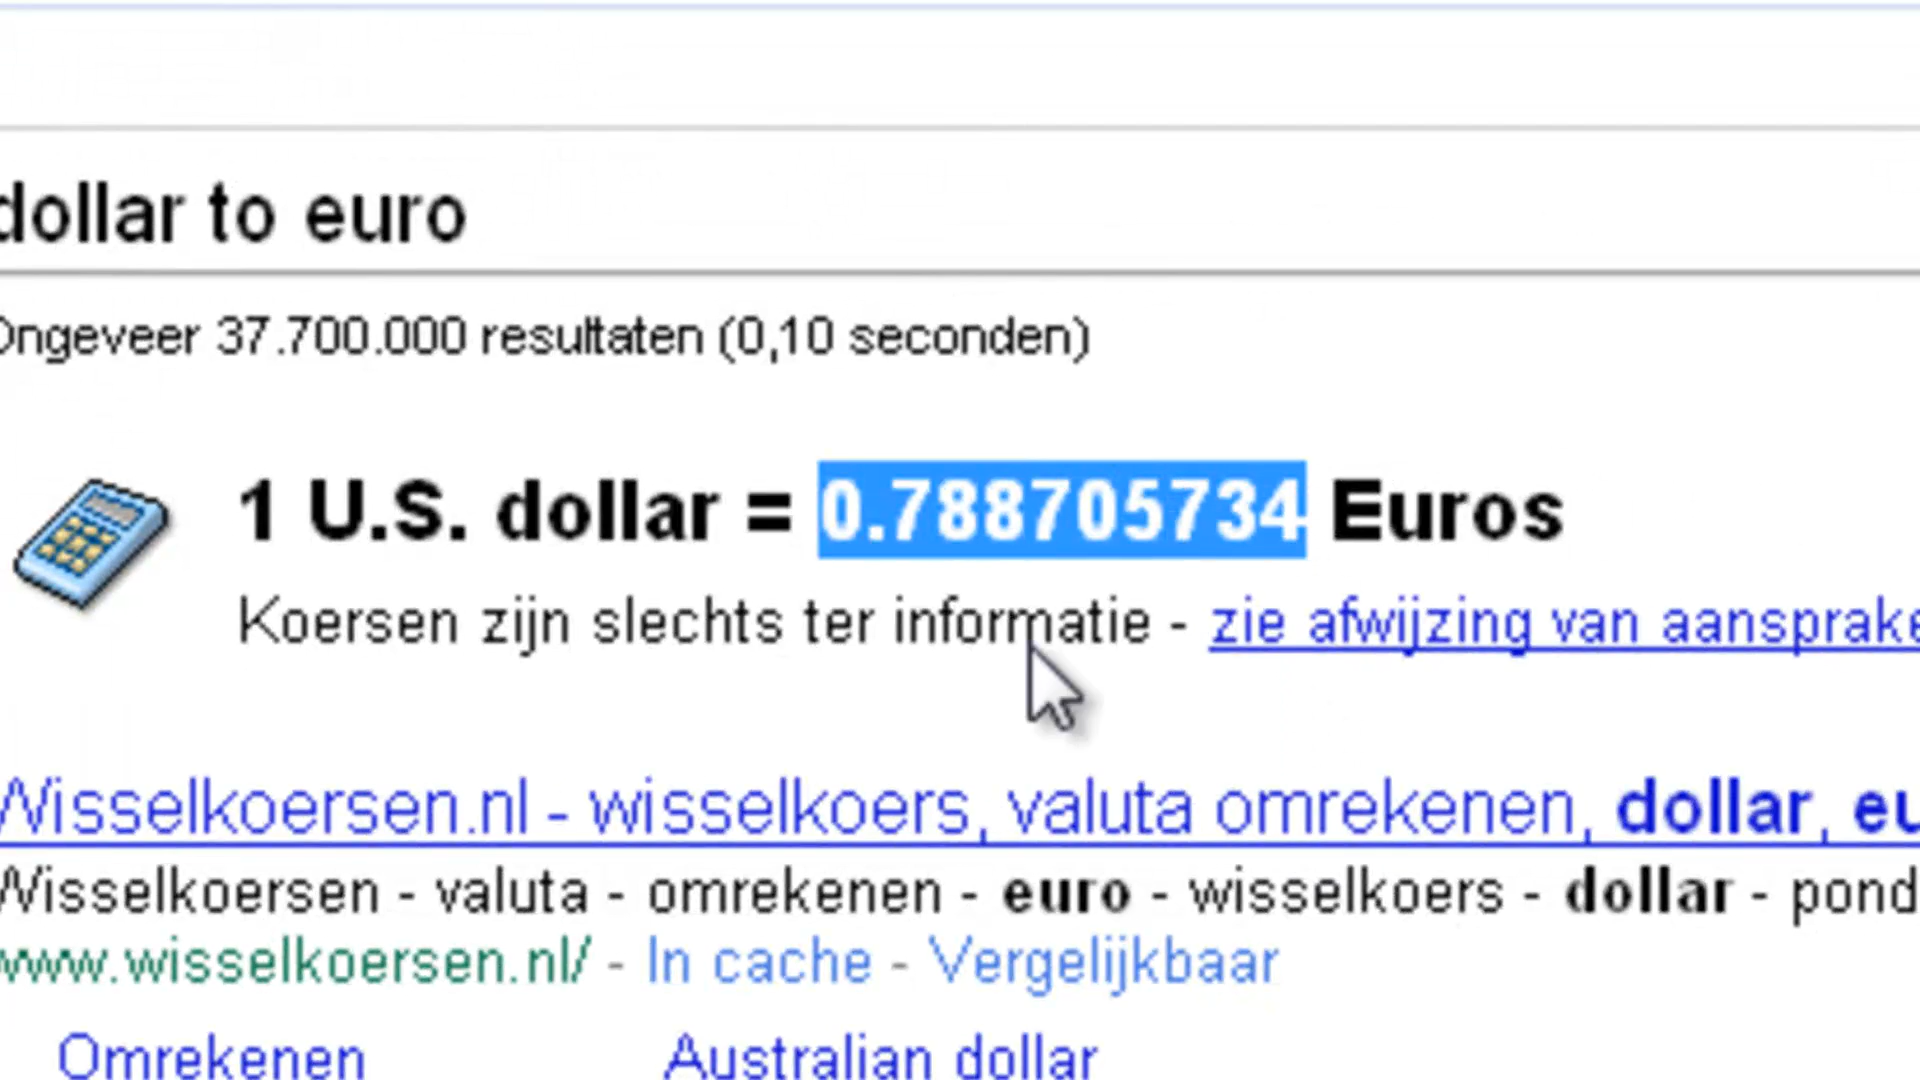 dollar to euro
Ongeveer 37.700.000 resultaten (0,10 seconden)
1 U.S. dollar = 0.788705734 Euros
Koersen zijn slechts ter informatie - zie afwijzing van aansprake
Wisselkoersen.nl - wisselkoers, valuta omrekenen, dollar, eu
Wisselkoersen - valuta - omrekenen - euro - wisselkoers - dollar - pond
www.wisselkoersen.nl/ - In cache - Vergelijkbaar
Omrekenen Australian dollar